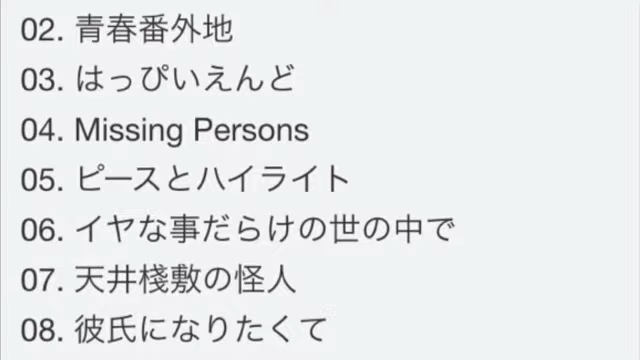 02. 青春番外地
03. はっぴいえんど
04. Missing Persons
05. ピースとハイライト
06. イヤな事だらけの世の中で
07. 天井棧敷の怪人
08. 彼氏になりたくて